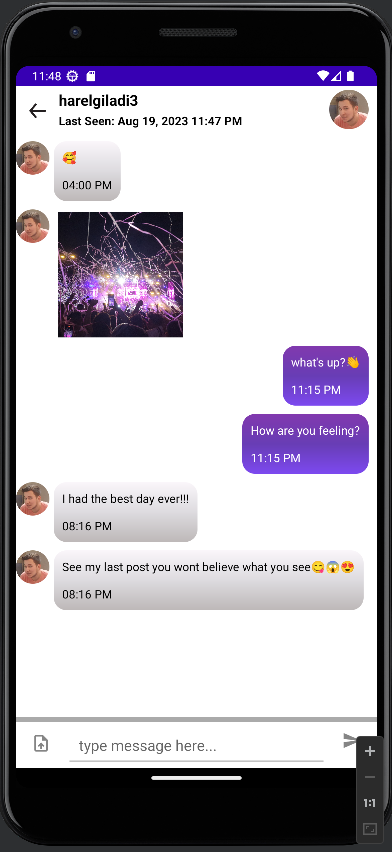 11:48
harelgiladi3
Last Seen: Aug 19, 2023 11:47 PM
🥰
04:00 PM
what's up?👏
11:15 PM
How are you feeling?
11:15 PM
I had the best day ever!!!
08:16 PM
See my last post you wont believe what you see😋😱😍
08:16 PM
type message here...
1:1